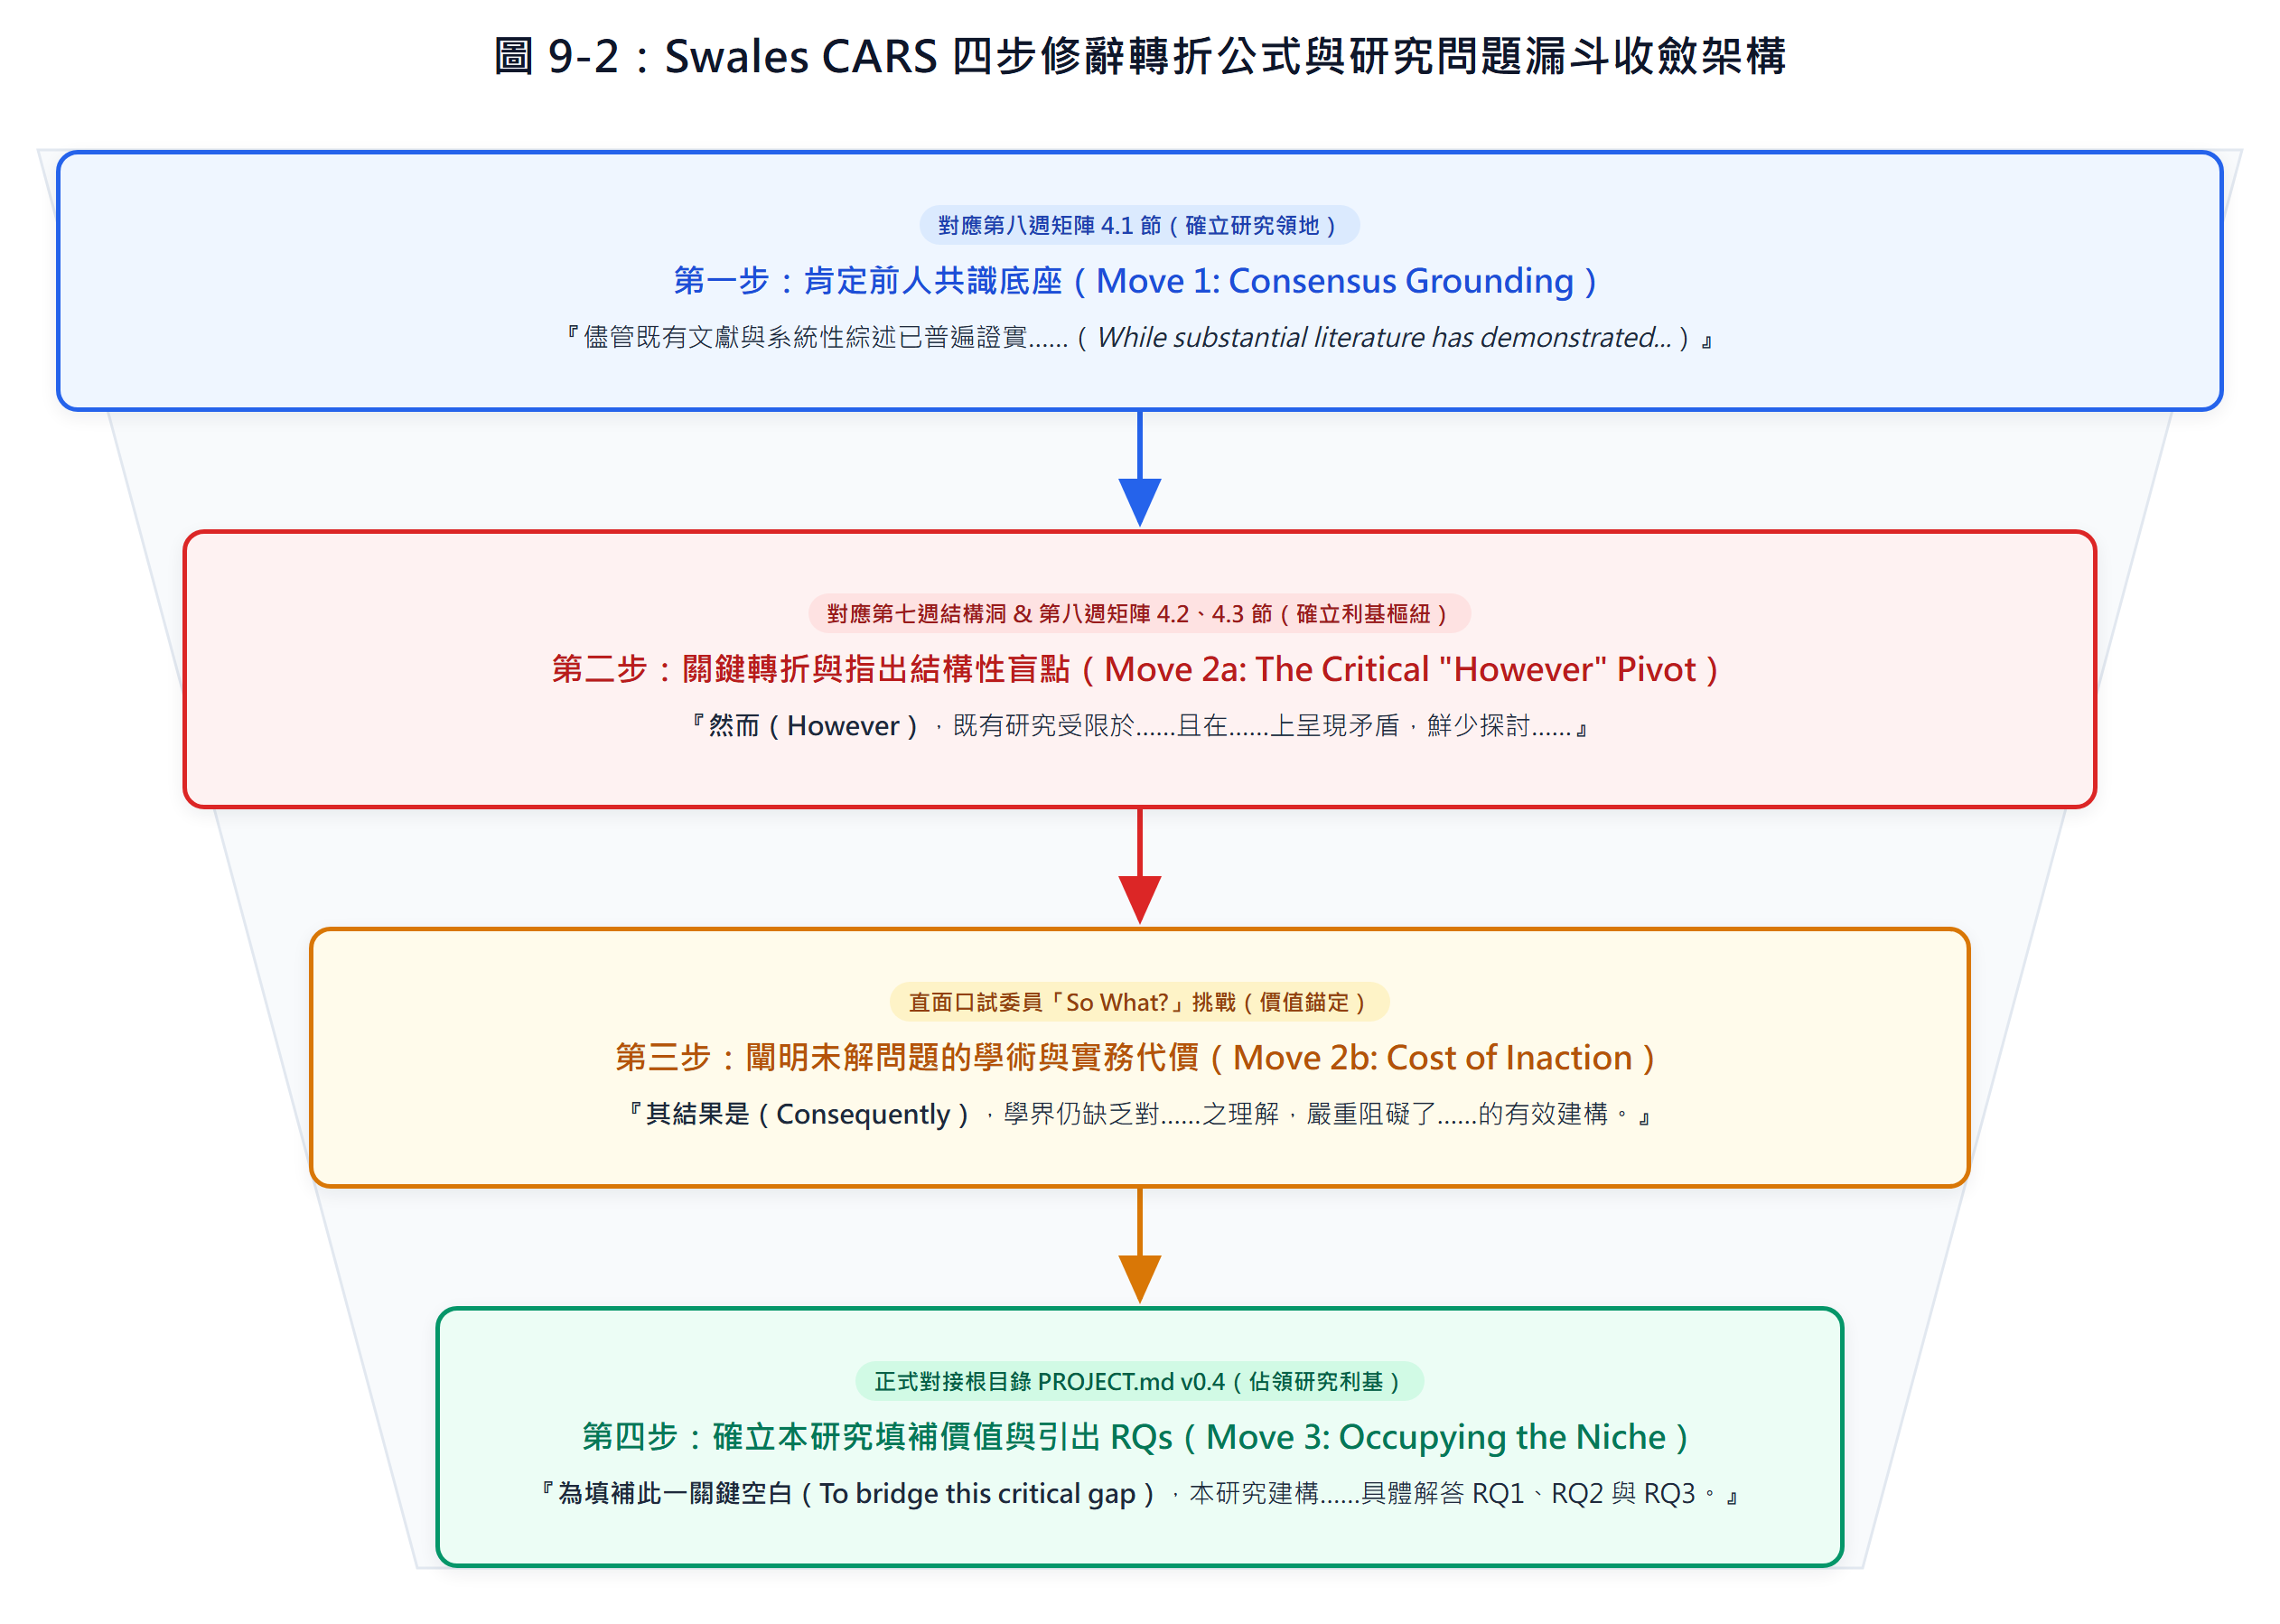 圖 9-2：Swales CARS 四步修辭轉折公式與研究問題漏斗收斂架構
對應第八週矩陣 4.1 節（確立研究領地）
第一步：肯定前人共識底座（Move 1: Consensus Grounding）
『儘管既有文獻與系統性綜述已普遍證實......（While substantial literature has demonstrated...）』
對應第七週結構洞 & 第八週矩陣 4.2、4.3 節（確立利基樞紐）
第二步：關鍵轉折與指出結構性盲點（Move 2a: The Critical "However" Pivot）
『然而（However），既有研究受限於......且在......上呈現矛盾，鮮少探討......』
直面口試委員「So What?」挑戰（價值錨定）
第三步：闡明未解問題的學術與實務代價（Move 2b: Cost of Inaction）
『其結果是（Consequently），學界仍缺乏對......之理解，嚴重阻礙了......的有效建構。』
正式對接根目錄 PROJECT.md v0.4（佔領研究利基）
第四步：確立本研究填補價值與引出 RQs（Move 3: Occupying the Niche）
『為填補此一關鍵空白（To bridge this critical gap），本研究建構......具體解答 RQ1、RQ2 與 RQ3。』